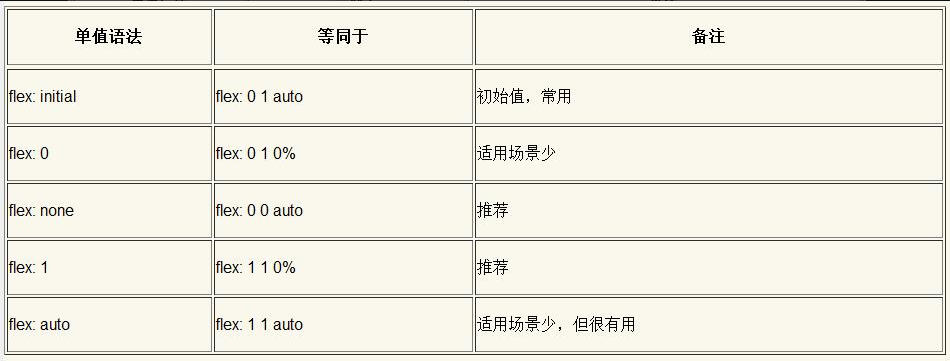 单值语法 等同于 备注
flex: initial flex: 0 1 auto 初始值，常用
flex: 0 flex: 0 1 0% 适用场景少
flex: none flex: 0 0 auto 推荐
flex: 1 flex: 1 1 0% 推荐
flex: auto flex: 1 1 auto 适用场景少，但很有用